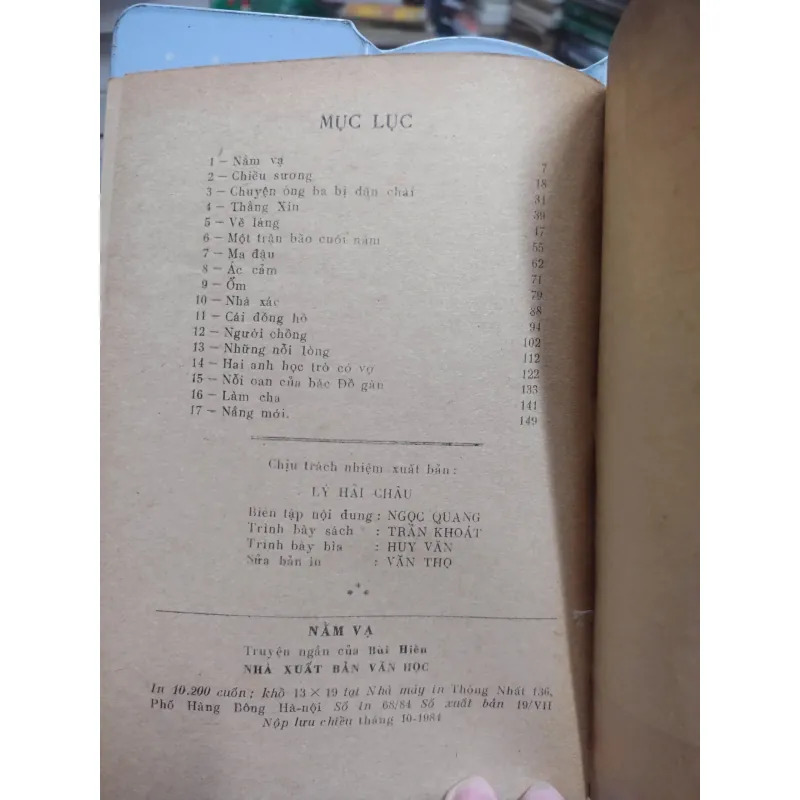 MỤC LỤC
1 — Nằm vạ 7
2 — Chiều sương 18
3 — Chuyện ông ba bị dân chài 31
4 — Thằng Xin 39
5 — Về làng 47
6 — Một trận bão cuối năm 55
7 — Ma đậu 62
8 — Ác cảm 71
9 — Ốm 79
10 — Nhà xác 88
11 — Cái đồng hồ 94
12 — Người chồng 102
13 — Những nỗi lòng 112
14 — Hai anh học trò có vợ 122
15 — Nỗi oan của bác Đồ gàn 133
16 — Làm cha 141
17 — Nắng mới. 149
Chịu trách nhiệm xuất bản :
LÝ HẢI CHÂU
Biên tập nội dung : NGỌC QUANG
Trình bày sách : TRẦN KHOÁT
Trình bày bìa : HUY VĂN
Sửa bản in : VĂN THỌ
NẰM VẠ
Truyện ngắn của Bùi Hiển
NHÀ XUẤT BẢN VĂN HỌC
In 10.200 cuốn ; khổ 13 × 19 tại Nhà máy in Thống Nhất 136,
Phố Hàng Bông Hà-nội Số in 68/84 Số xuất bản 19/VH
Nộp lưu chiểu tháng 10-1984